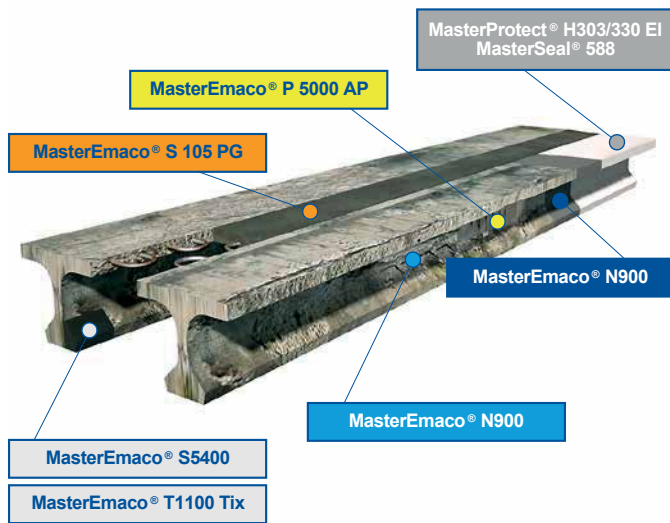 MasterProtect® H303/330 El
MasterSeal® 588
MasterEmaco® P 5000 AP
MasterEmaco® S 105 PG
MasterEmaco® N900
MasterEmaco® N900
MasterEmaco® S5400
MasterEmaco® T1100 Tix